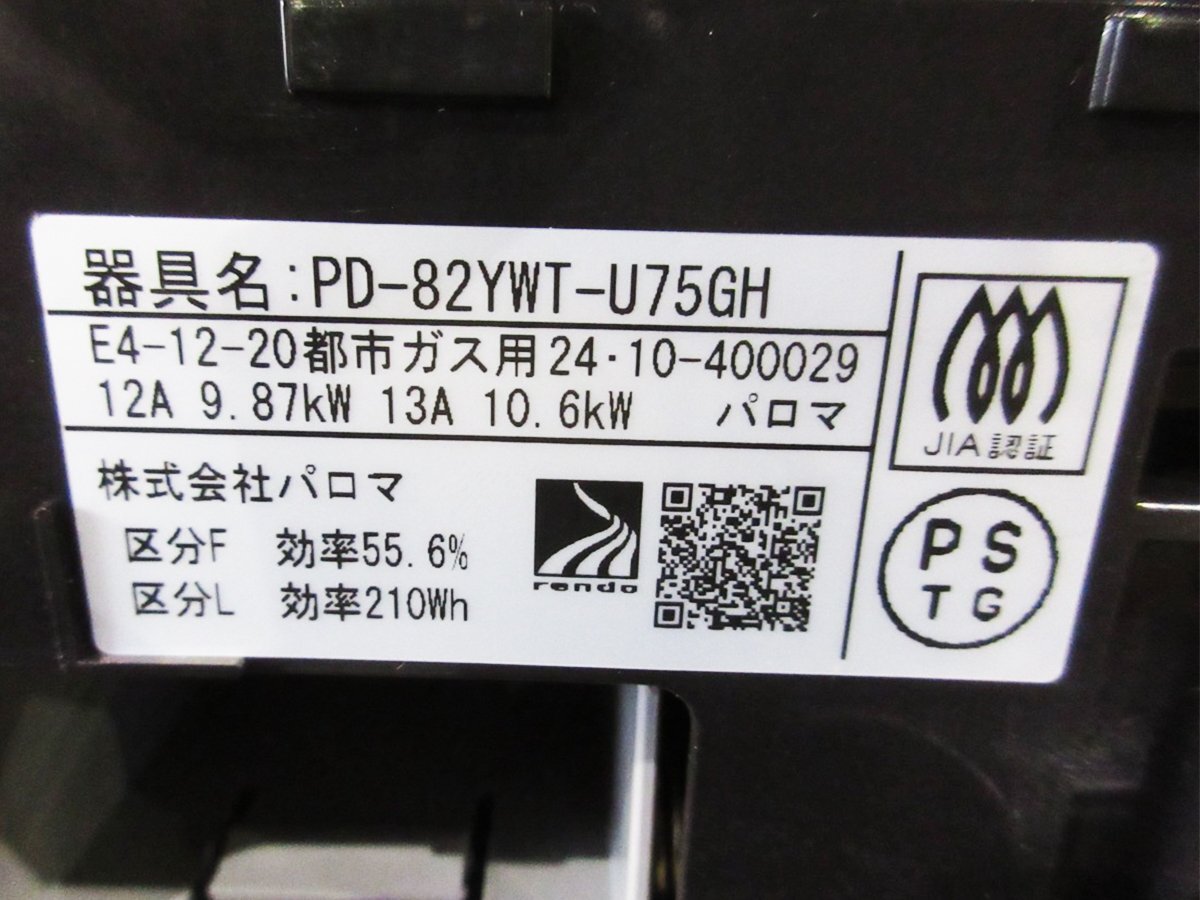 器具名:PD-82YWT-U75GH
E4-12-20都市ガス用24・10-400029
12A 9.87kW 13A 10.6kW パロマ
株式会社パロマ
区分F 効率55.6%
区分L 効率210Wh
rendo
JIA認証
PS
TG